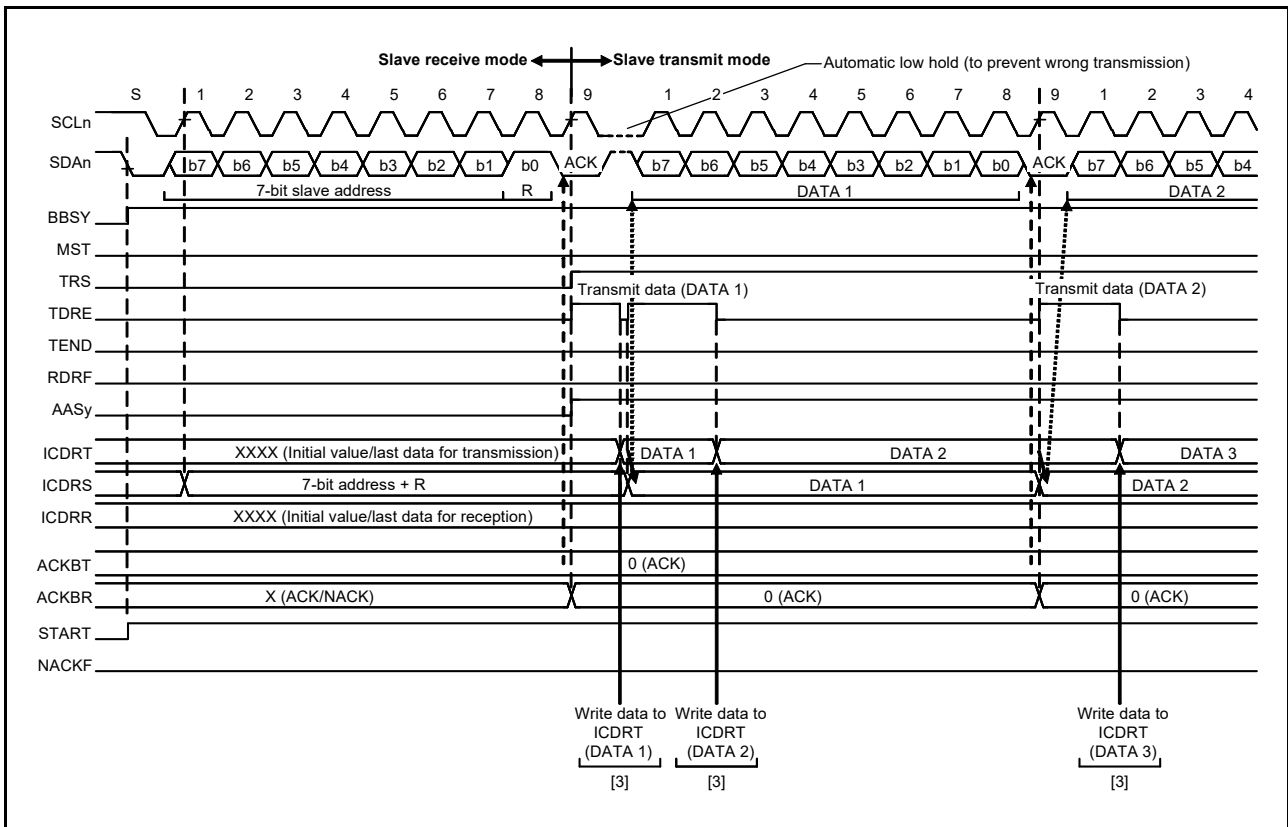 Slave receive mode Slave transmit mode
Automatic low hold (to prevent wrong transmission)
S 1 2 3 4 5 6 7 8 9 1 2 3 4 5 6 7 8 9 1 2 3 4
SCLn
SDAn b7 b6 b5 b4 b3 b2 b1 b0 ACK b7 b6 b5 b4 b3 b2 b1 b0 ACK b7 b6 b5 b4
7-bit slave address R DATA 1 DATA 2
BBSY
MST
TRS
Transmit data (DATA 1) Transmit data (DATA 2)
TDRE
TEND
RDRF
AASy
ICDRT XXXX (Initial value/last data for transmission) DATA 1 DATA 2 DATA 3
ICDRS 7-bit address + R DATA 1 DATA 2
ICDRR XXXX (Initial value/last data for reception)
ACKBT 0 (ACK)
ACKBR X (ACK/NACK) 0 (ACK) 0 (ACK)
START
NACKF
Write data to Write data to Write data to
ICDRT ICDRT ICDRT
(DATA 1) (DATA 2) (DATA 3)
[3] [3] [3]